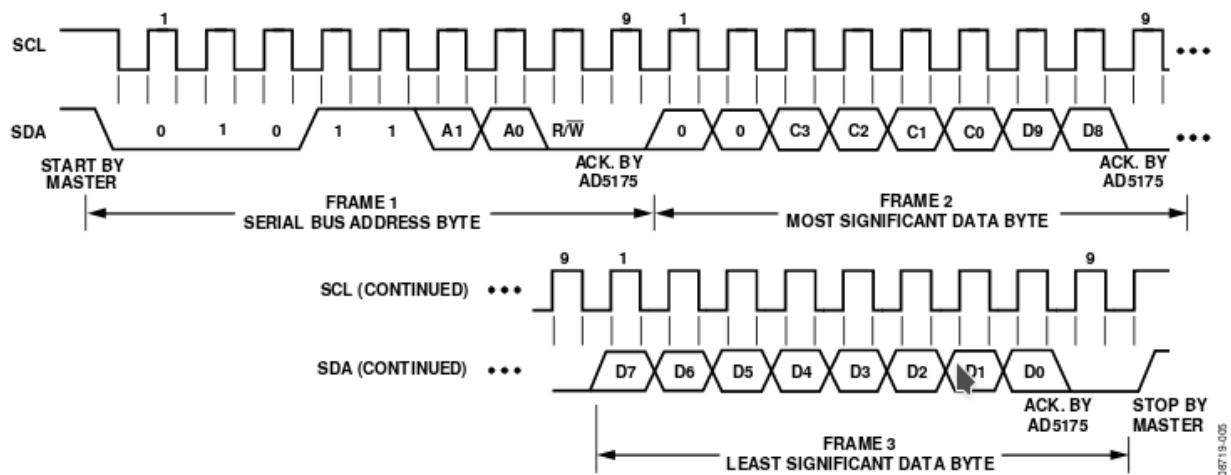 1 9 1 9
SCL
SDA 0 1 0 1 1 A1 A0 R/W 0 0 C3 C2 C1 C0 D9 D8
START BY MASTER
ACK. BY AD5175
ACK. BY AD5175
FRAME 1
SERIAL BUS ADDRESS BYTE
FRAME 2
MOST SIGNIFICANT DATA BYTE
9 1 9
SCL (CONTINUED)
SDA (CONTINUED) D7 D6 D5 D4 D3 D2 D1 D0
ACK. BY AD5175
STOP BY MASTER
FRAME 3
LEAST SIGNIFICANT DATA BYTE
08719-005